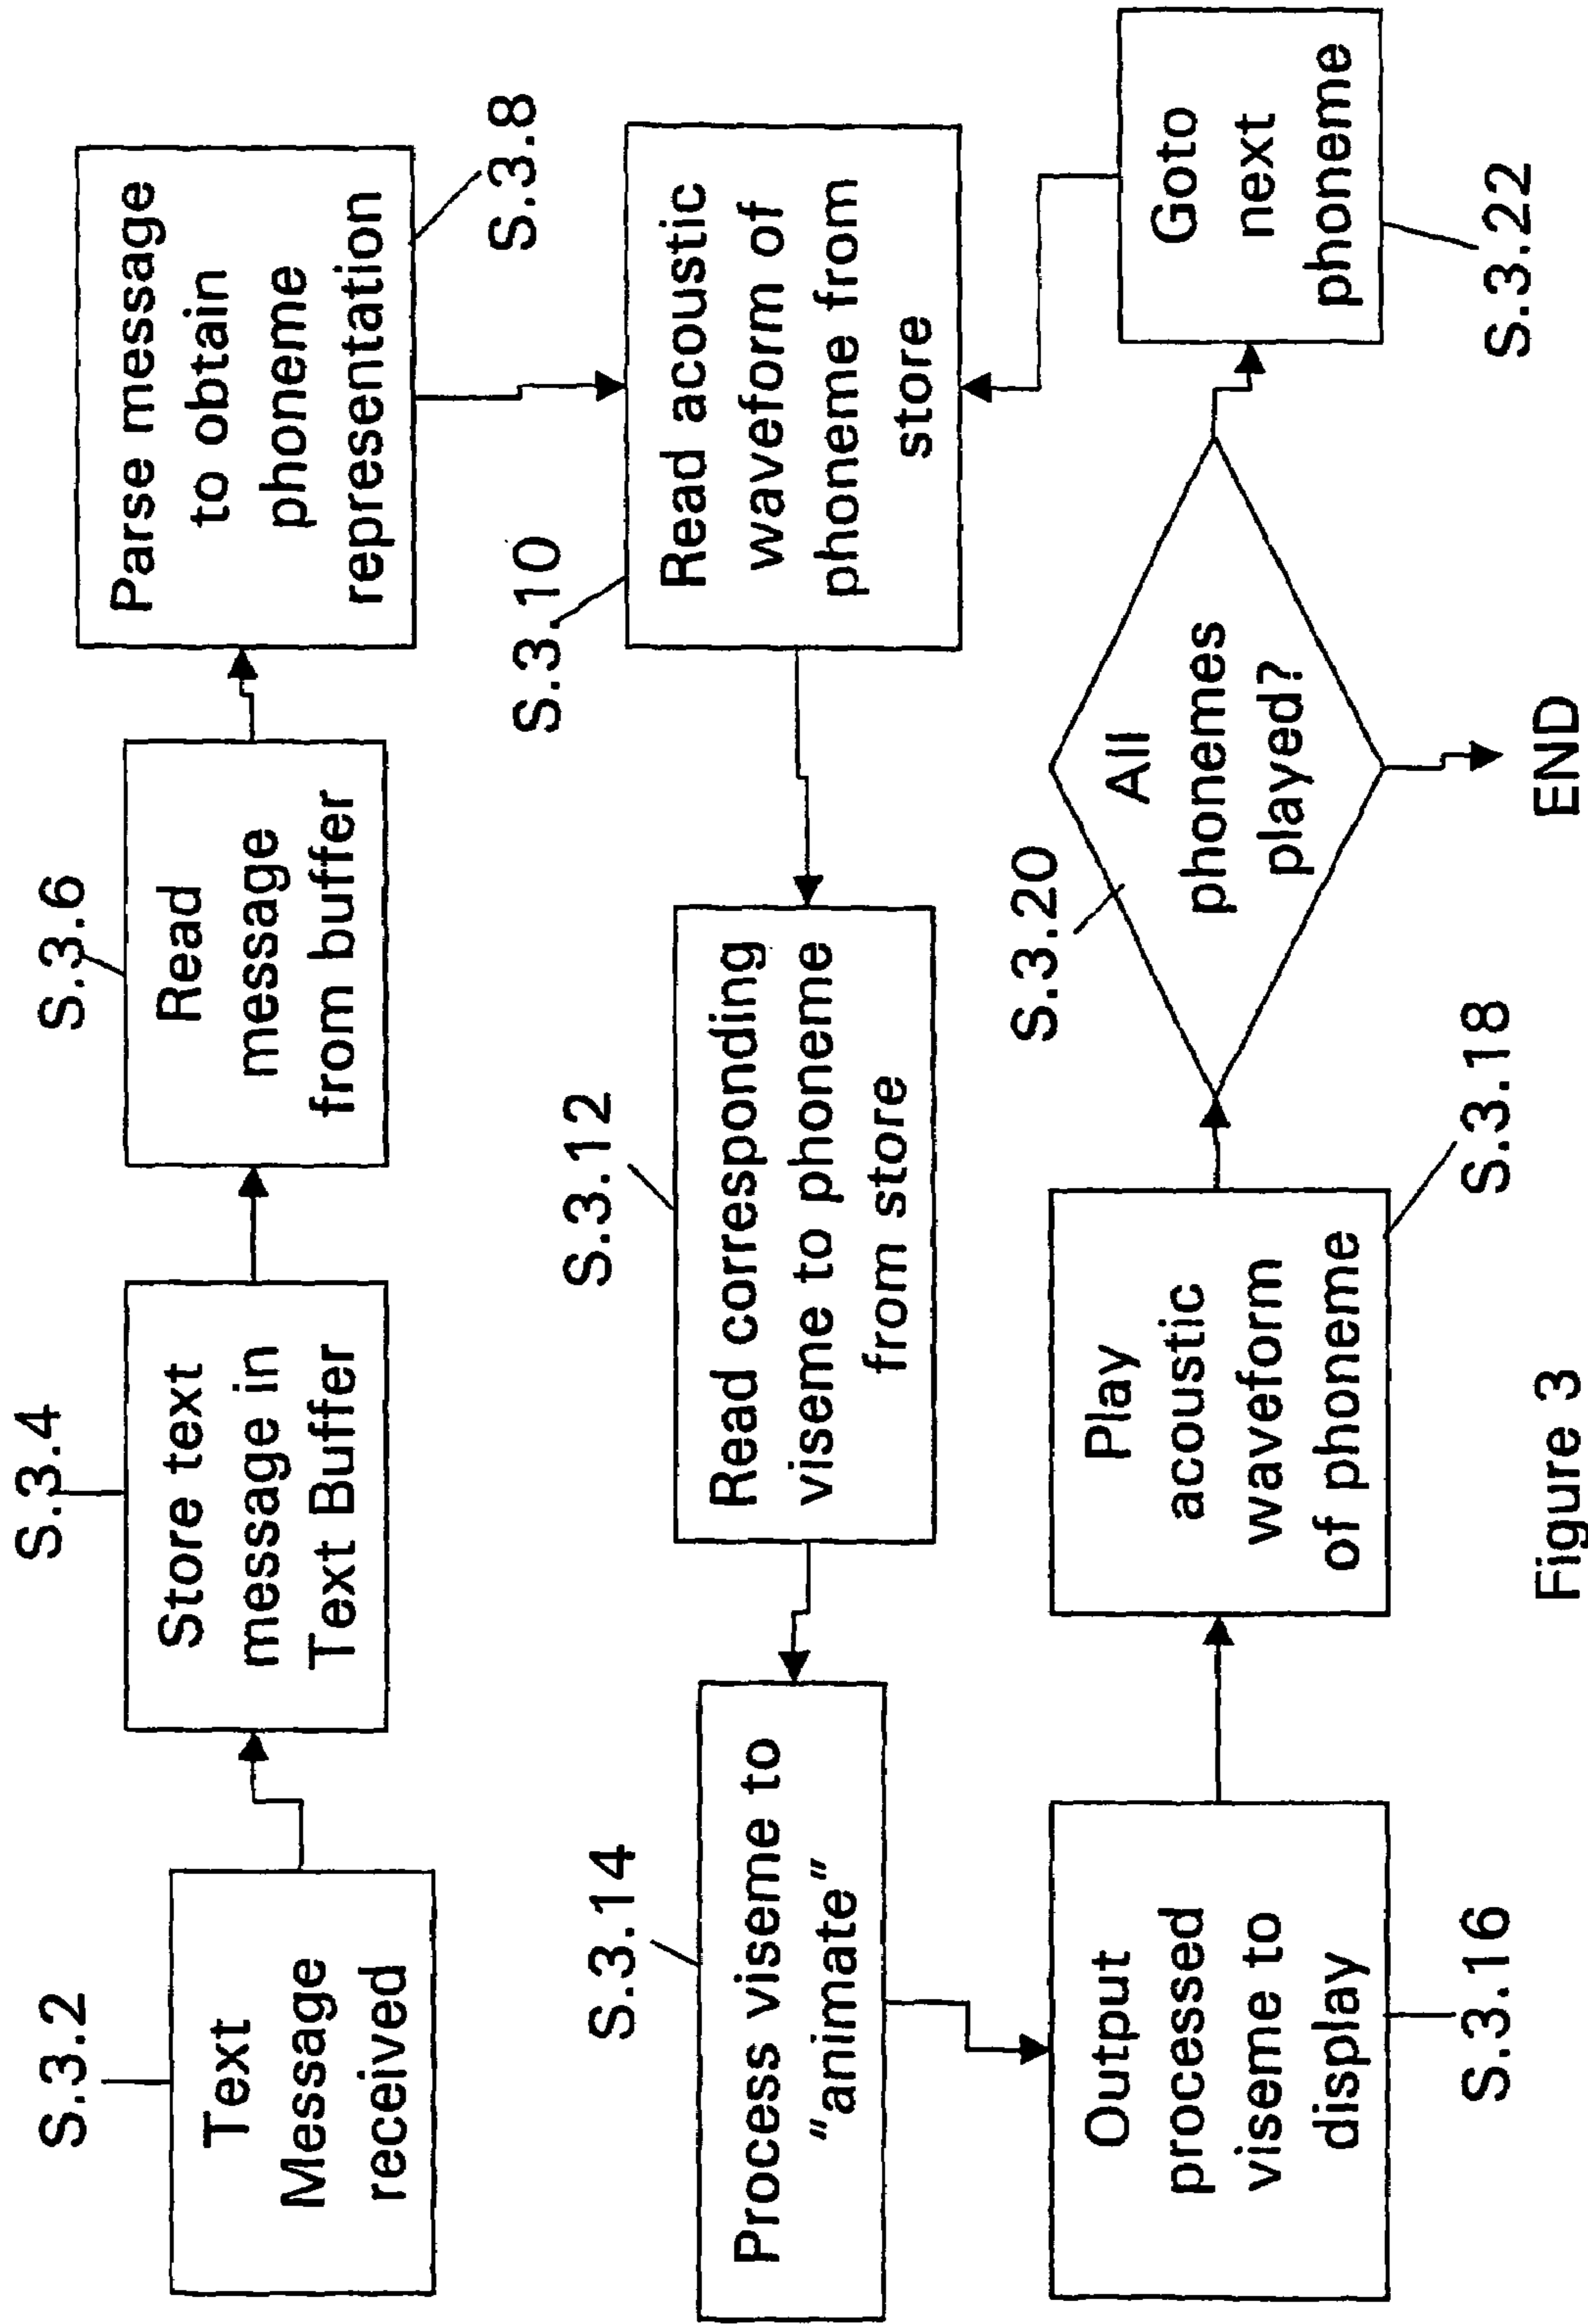 S.3.2
Text
Message
received
S.3.4
Store text
message in
Text Buffer
S.3.6
Read
message
from buffer
Parse message
to obtain
phoneme
representation
S.3.8
S.3.10
Read acoustic
waveform of
phoneme from
store
S.3.12
Read corresponding
viseme to phoneme
from store
S.3.14
Process viseme to
"animate"
Output
processed
viseme to
display
S.3.16
Play
acoustic
waveform
of phoneme
S.3.18
S.3.20
All
phonemes
played?
END
Goto
next
phoneme
S.3.22
Figure 3